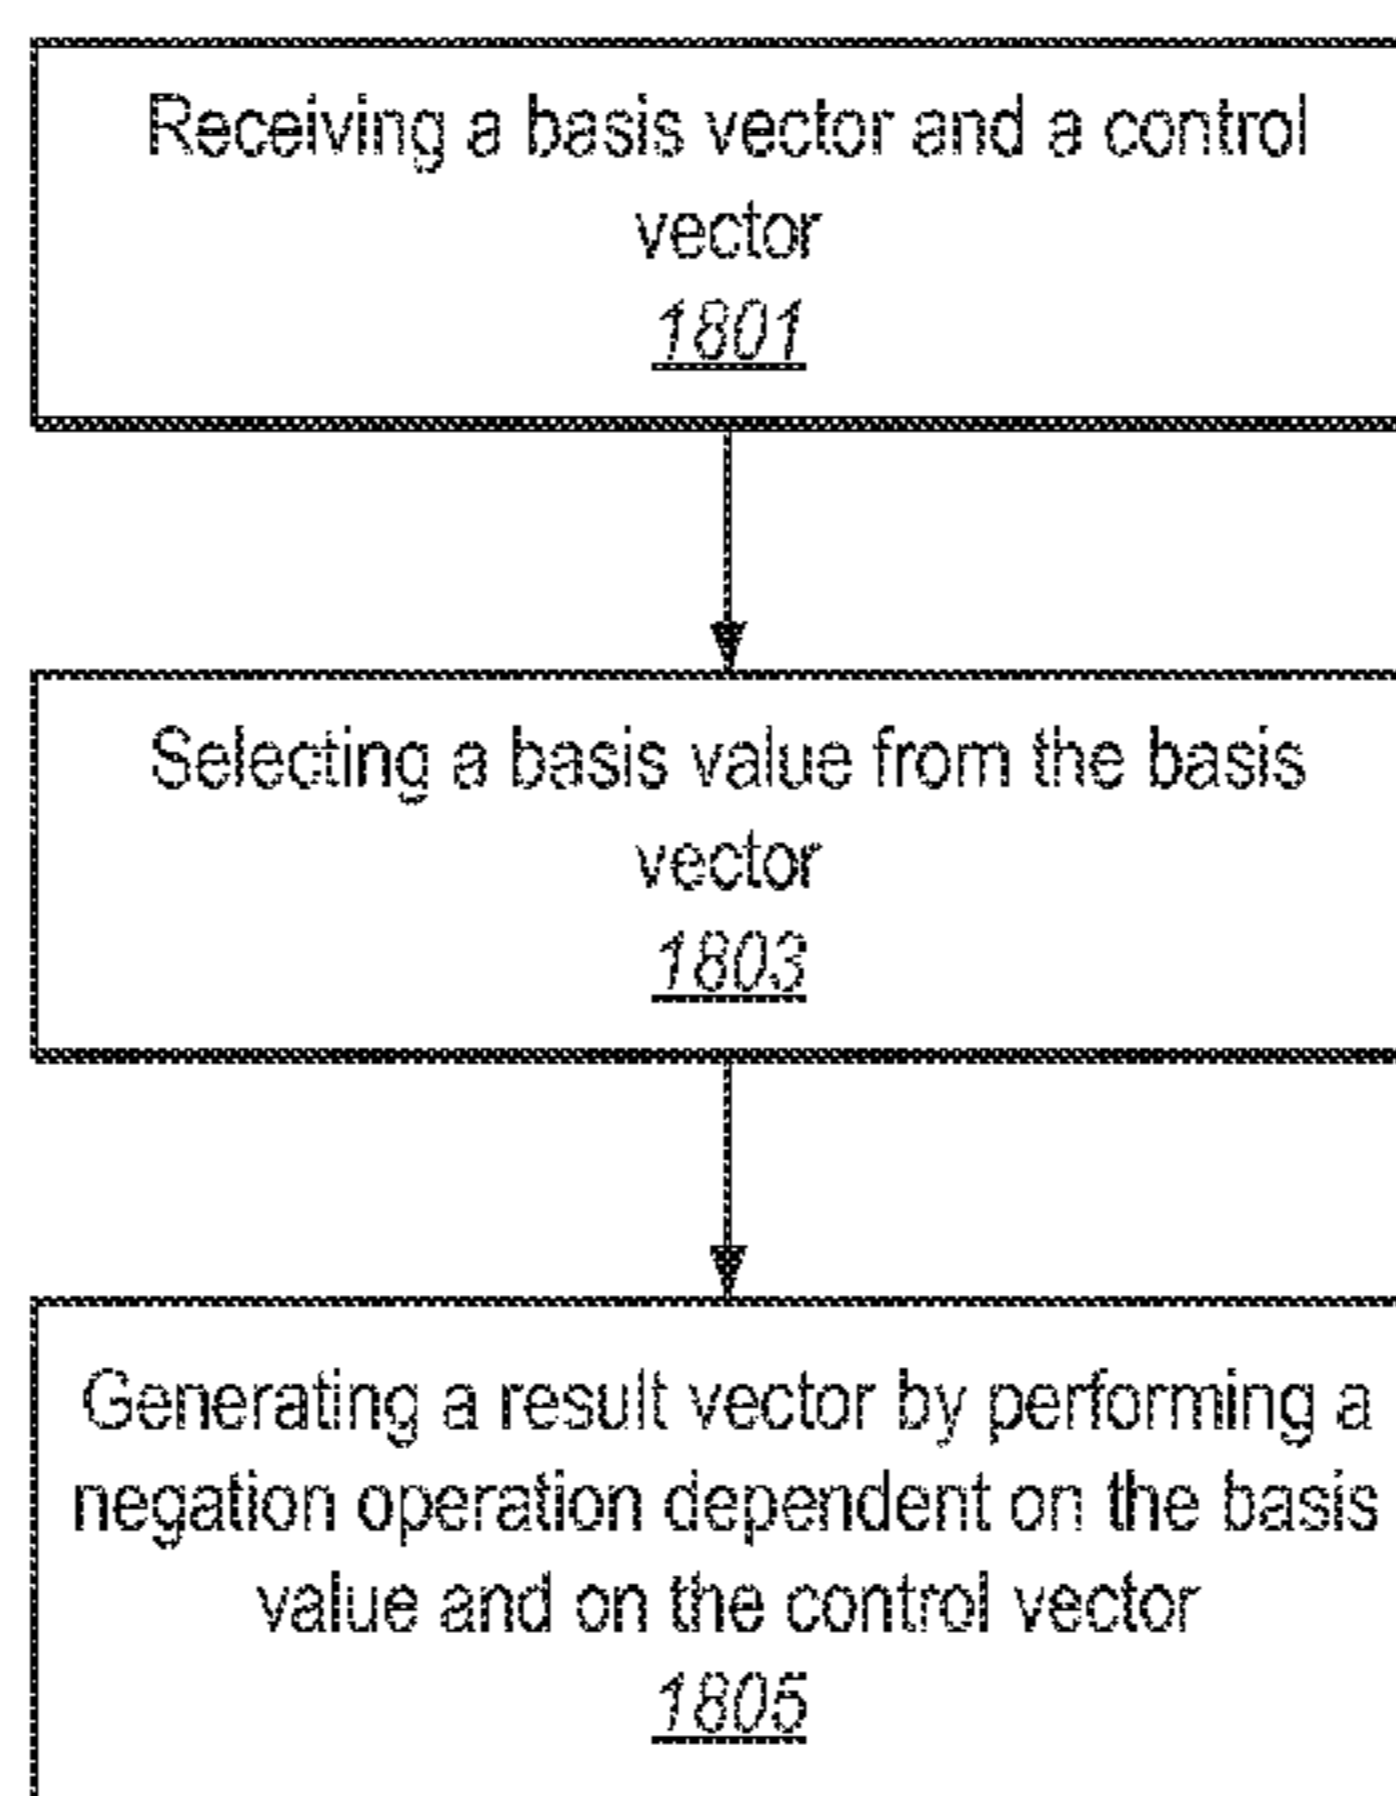 Receiving a basis vector and a control
vector
1801
Selecting a basis value from the basis
vector
1803
Generating a result vector by performing a
negation operation dependent on the basis
value and on the control vector
1805